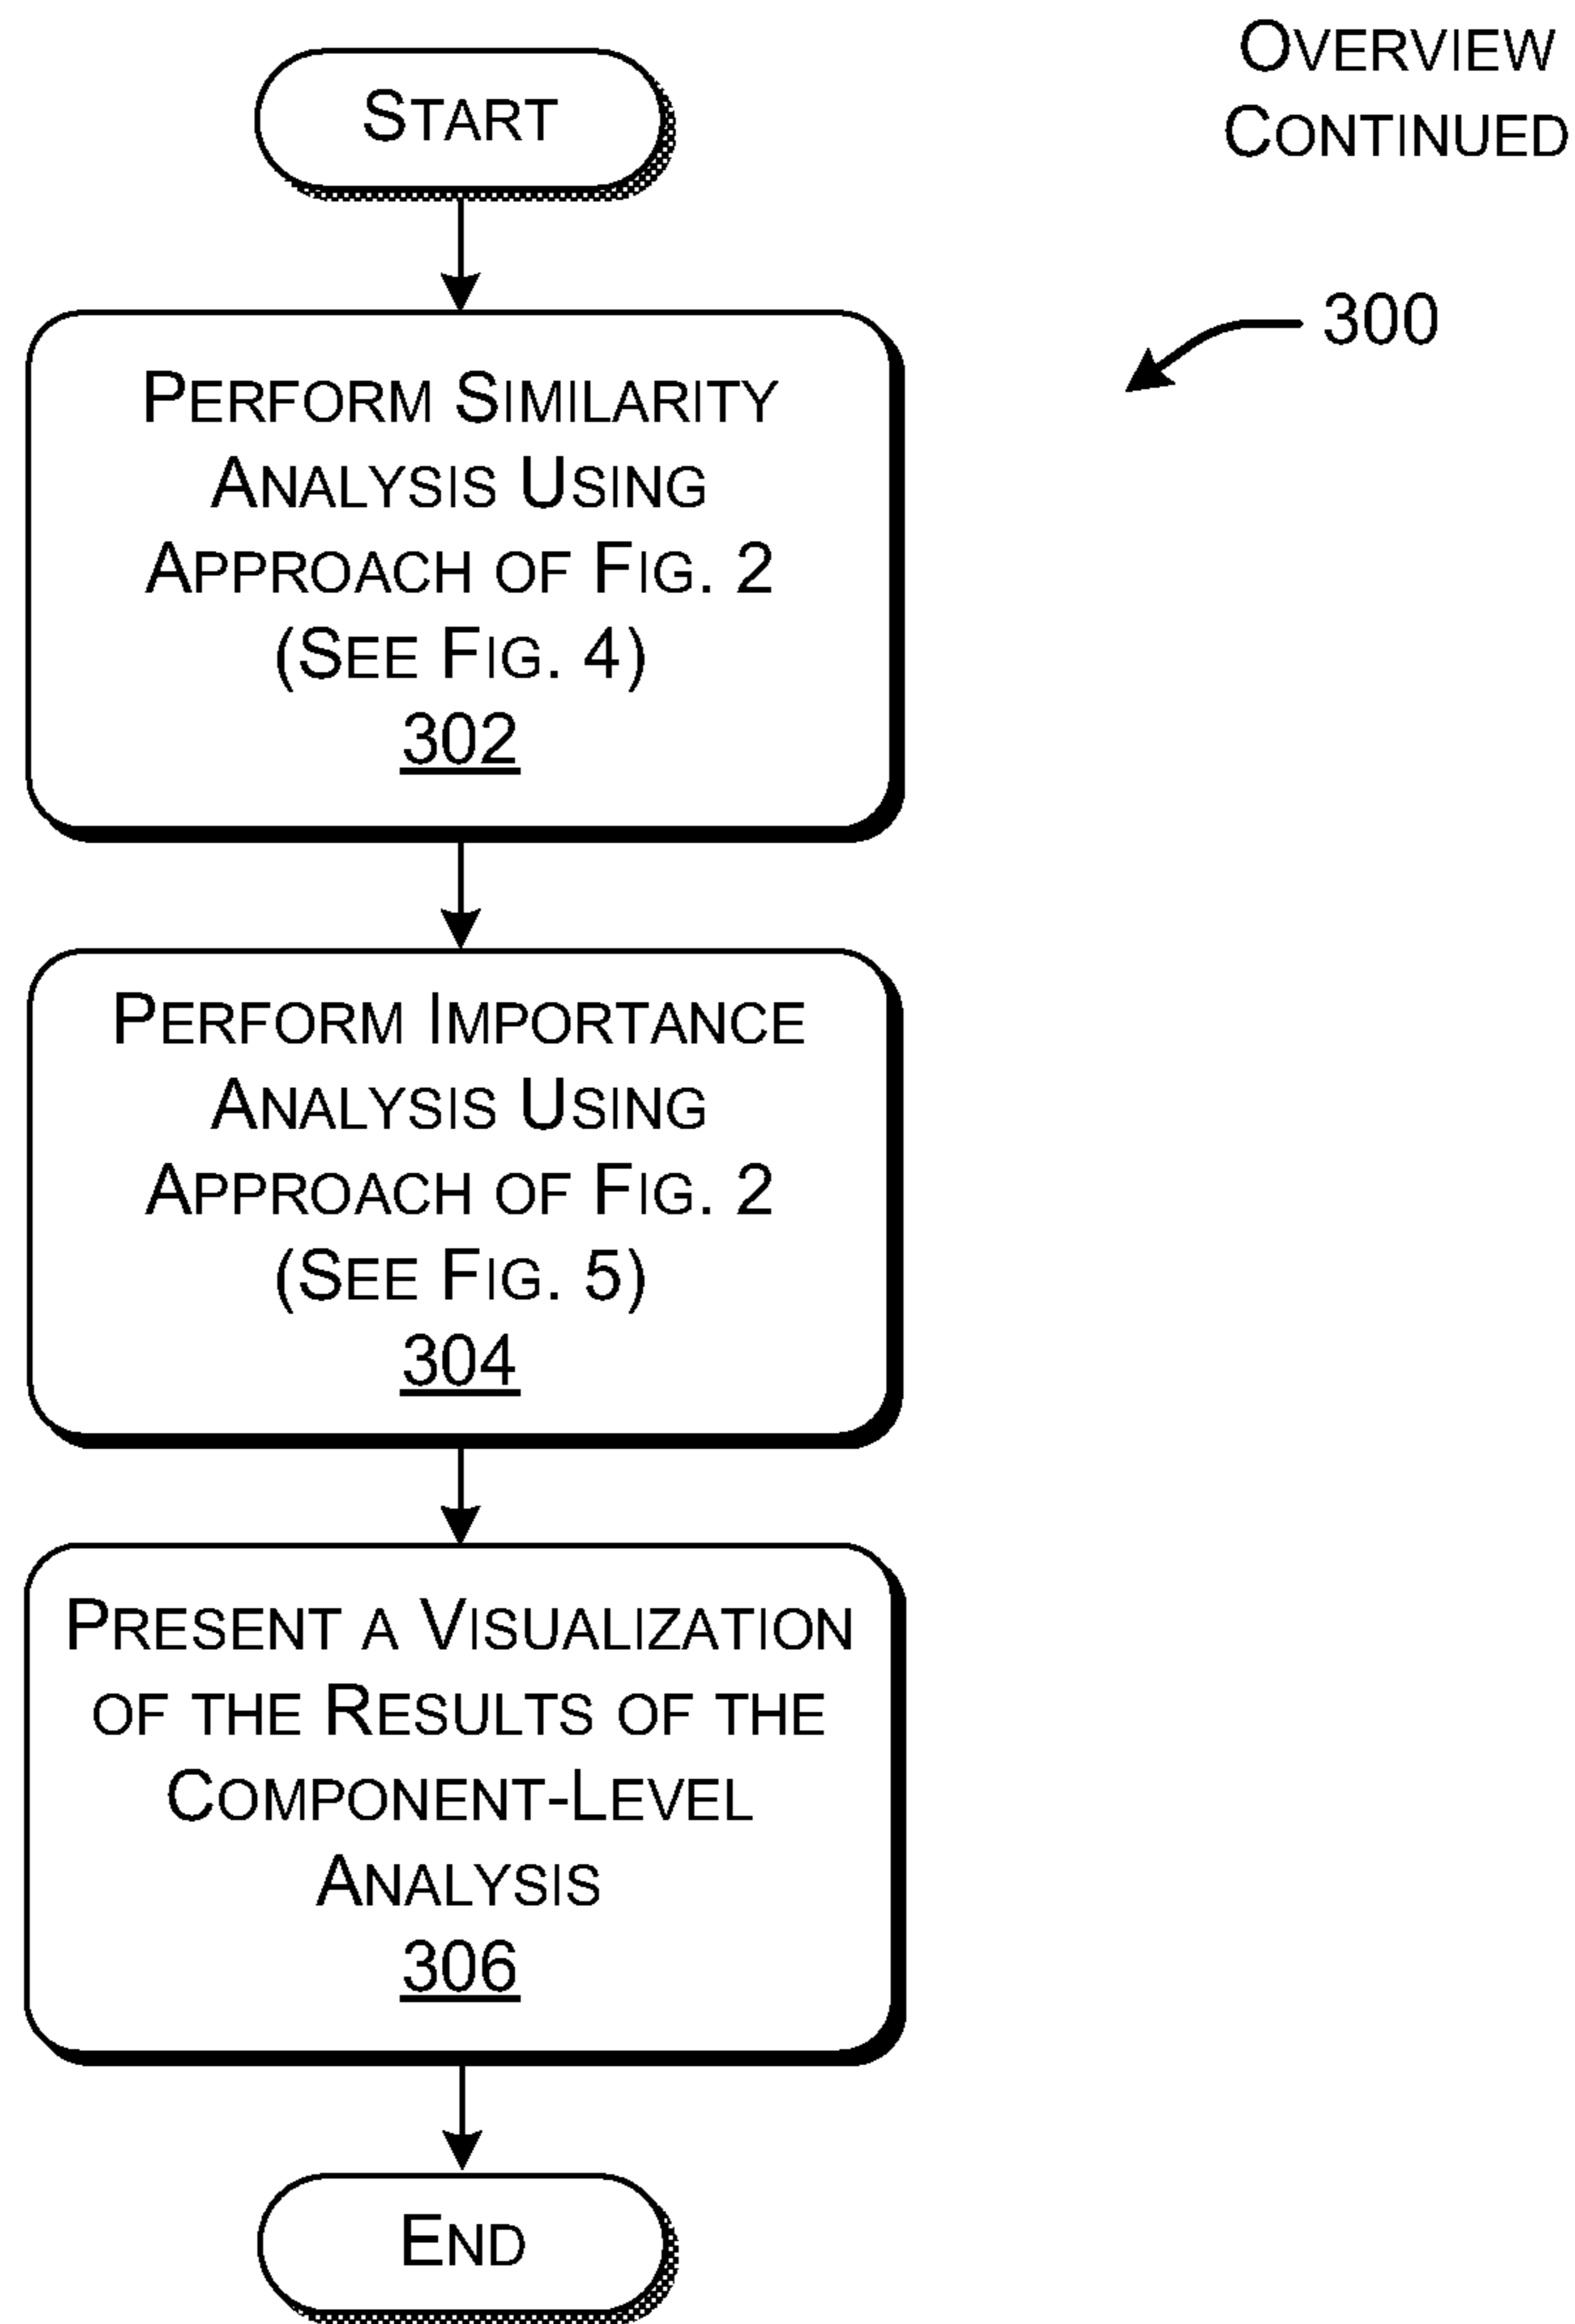 START
OVERVIEW
CONTINUED
300
PERFORM SIMILARITY
ANALYSIS USING
APPROACH OF FIG. 2
(SEE FIG. 4)
302
PERFORM IMPORTANCE
ANALYSIS USING
APPROACH OF FIG. 2
(SEE FIG. 5)
304
PRESENT A VISUALIZATION
OF THE RESULTS OF THE
COMPONENT-LEVEL
ANALYSIS
306
END